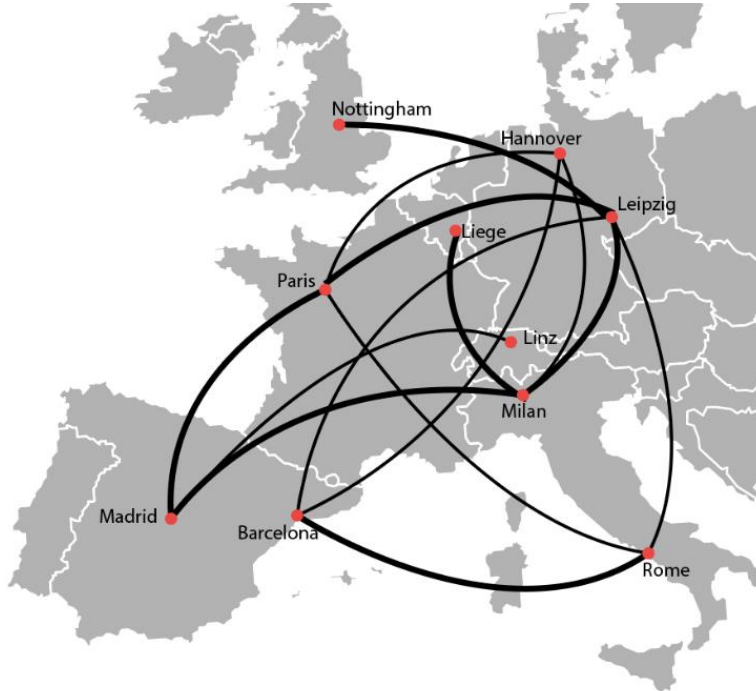 Nottingham
Hannover
Leipzig
Liege
Paris
Linz
Milan
Madrid
Barcelona
Rome